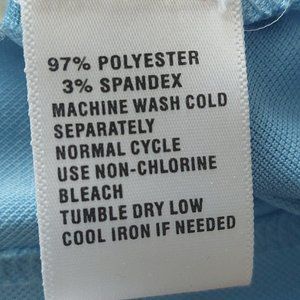 97% POLYESTER
3% SPANDEX
MACHINE WASH COLD
SEPARATELY
NORMAL CYCLE
USE NON-CHLORINE
BLEACH
TUMBLE DRY LOW
COOL IRON IF NEEDED